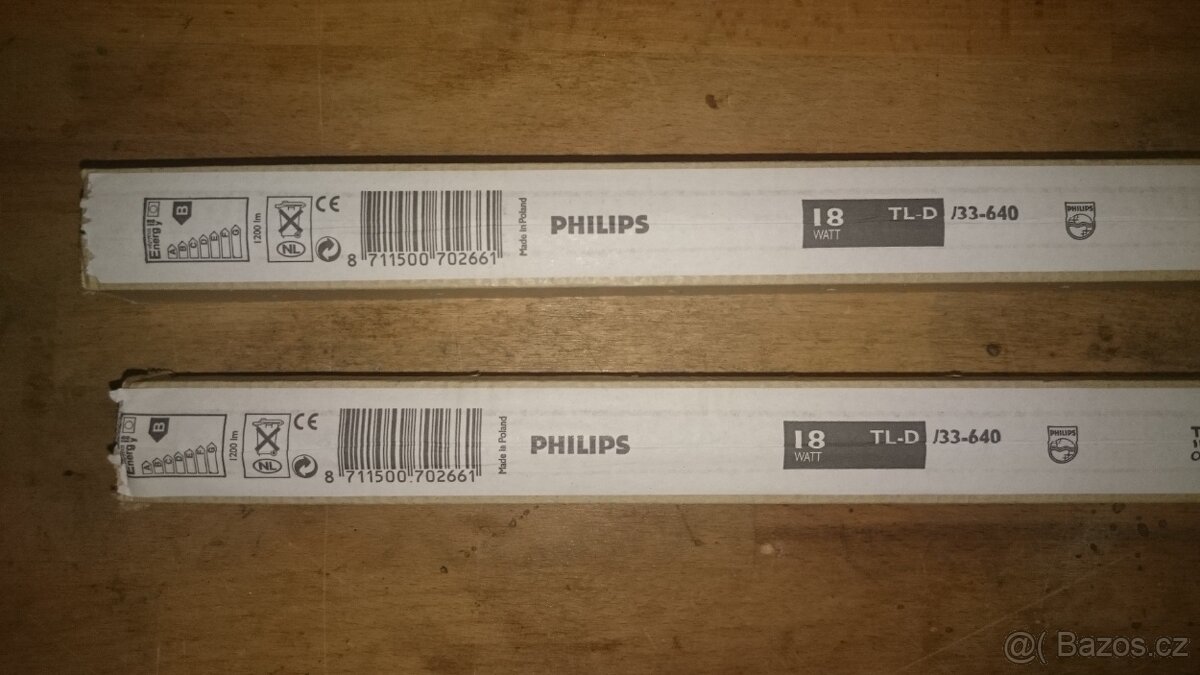 Energy
B
A B C D E F G
1200 lm
NL
CE
8 711500 702661
Made in Poland
PHILIPS
18 TL-D /33-640
WATT
PHILIPS
Energy
B
A B C D E F G
1200 lm
NL
CE
8 711500 702661
Made in Poland
PHILIPS
18 TL-D /33-640
WATT
PHILIPS
@( Bazos.cz